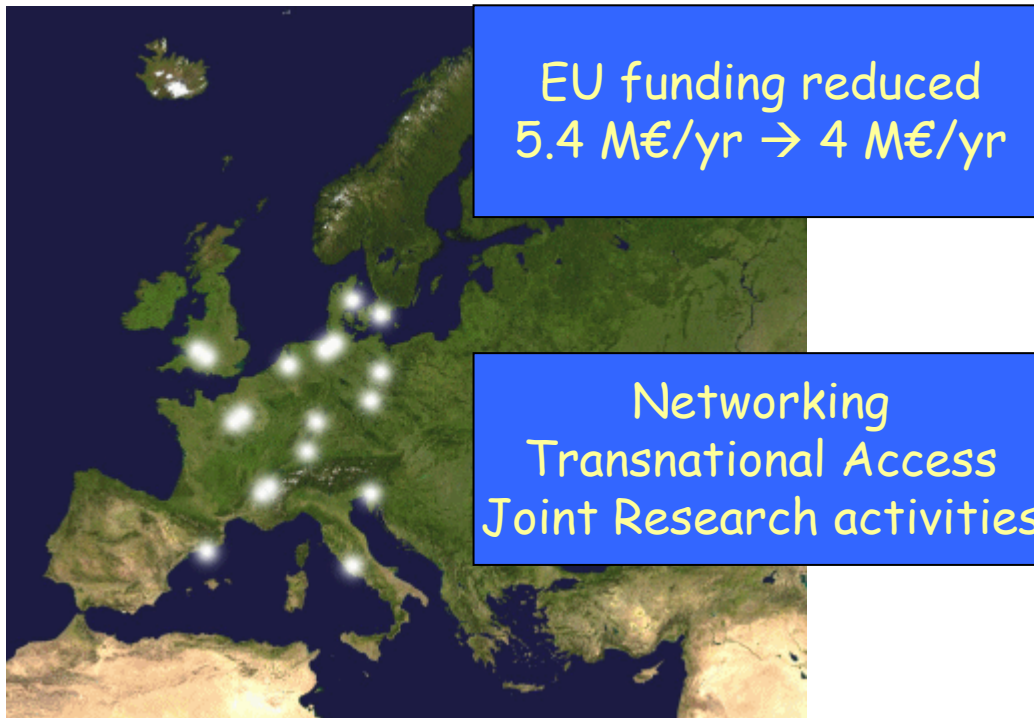 EU funding reduced
5.4 M€/yr → 4 M€/yr
Networking
Transnational Access
Joint Research activities